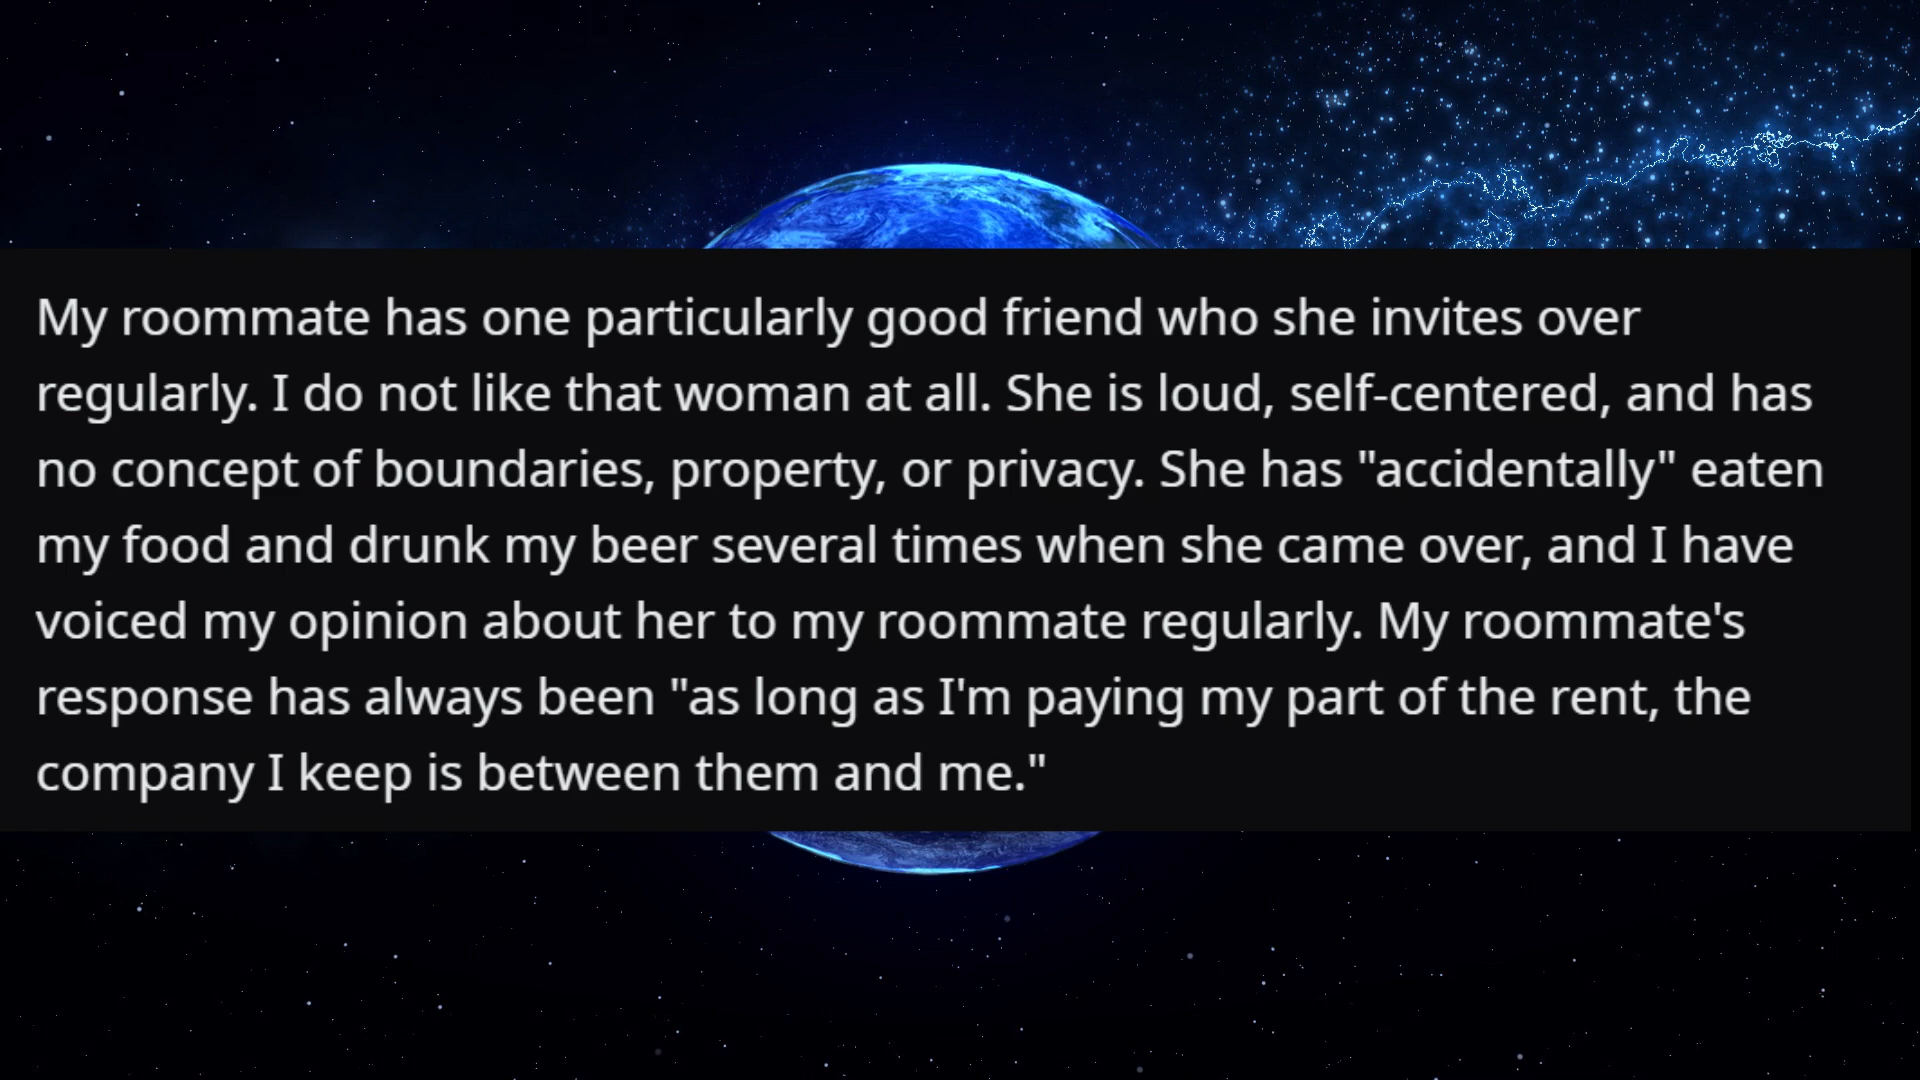 My roommate has one particularly good friend who she invites over
regularly. I do not like that woman at all. She is loud, self-centered, and has
no concept of boundaries, property, or privacy. She has "accidentally" eaten
my food and drunk my beer several times when she came over, and I have
voiced my opinion about her to my roommate regularly. My roommate's
response has always been "as long as I'm paying my part of the rent, the
company I keep is between them and me."